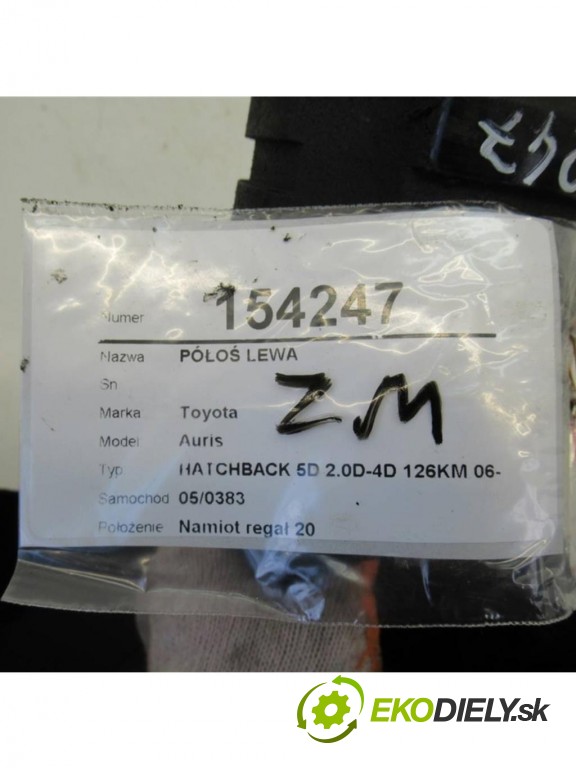 Numer 154247
Nazwa PÓŁOŚ LEWA
Sn
Marka Toyota
Model Auris
Typ HATCHBACK 5D 2.0D-4D 126KM 06-
Samochód 05/0383
Położenie Namiot regał 20
ZM
EKODIELY.sk